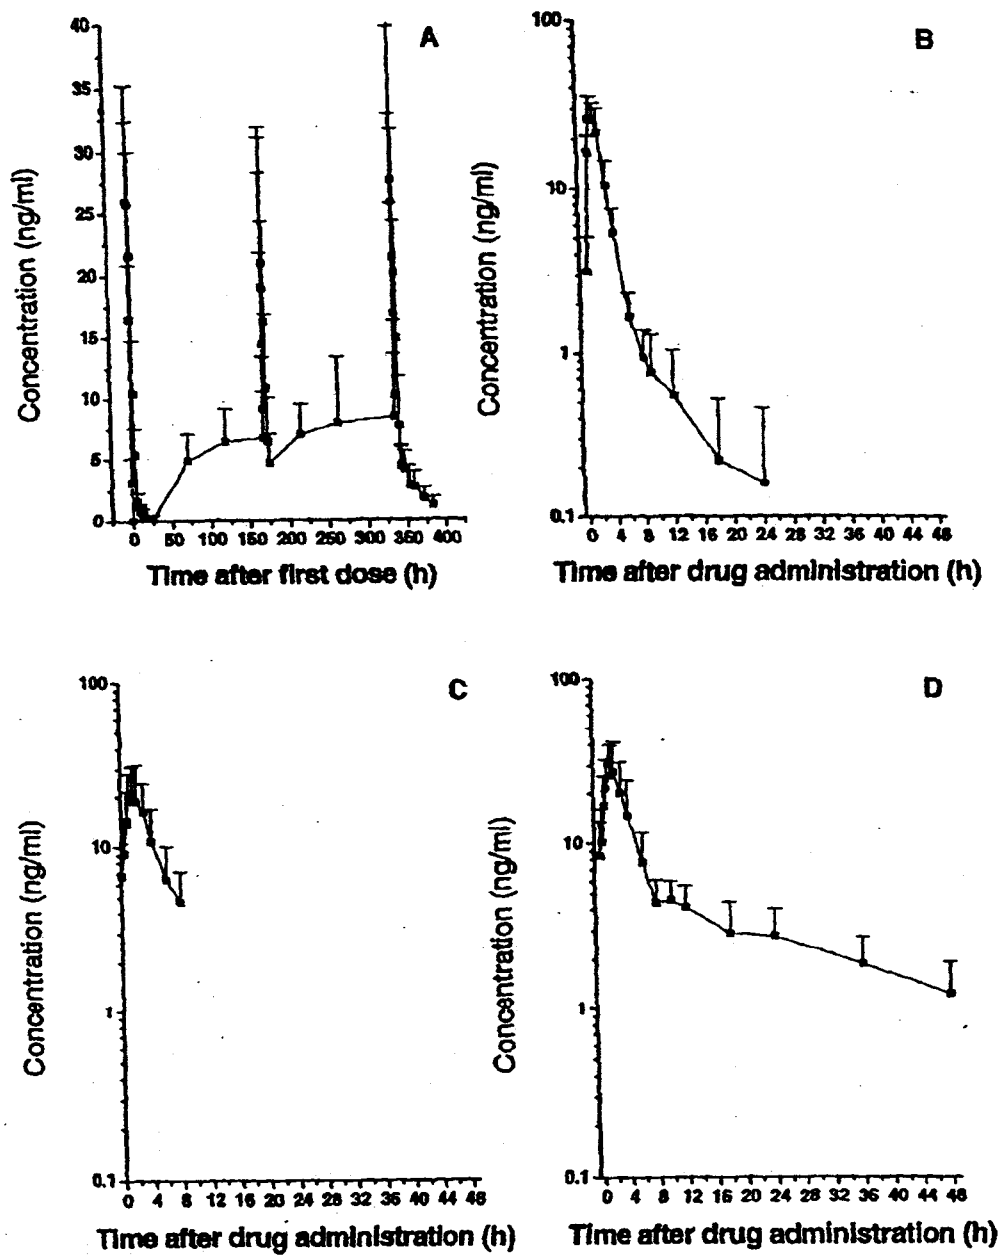 A
Concentration (ng/ml)
40
35
30
25
20
15
10
5
0
0 50 100 150 200 250 300 350 400
Time after first dose (h)
B
Concentration (ng/ml)
100
10
1
0.1
0 4 8 12 16 20 24 28 32 36 40 44 48
Time after drug administration (h)
C
Concentration (ng/ml)
100
10
1
0.1
0 4 8 12 16 20 24 28 32 36 40 44 48
Time after drug administration (h)
D
Concentration (ng/ml)
100
10
1
0.1
0 4 8 12 16 20 24 28 32 36 40 44 48
Time after drug administration (h)